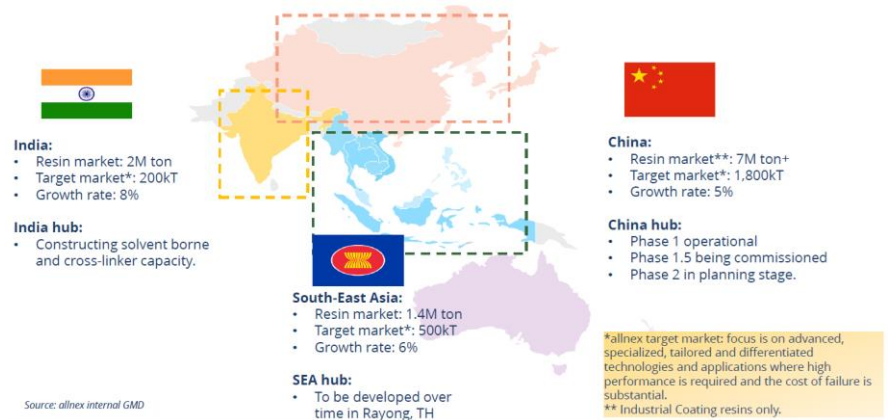 India:
• Resin market: 2M ton
• Target market*: 200kT
• Growth rate: 8%
India hub:
• Constructing solvent borne
and cross-linker capacity.
South-East Asia:
• Resin market: 1.4M ton
• Target market*: 500kT
• Growth rate: 6%
SEA hub:
• To be developed over
time in Rayong, TH
China:
• Resin market**: 7M ton+
• Target market*: 1,800kT
• Growth rate: 5%
China hub:
• Phase 1 operational
• Phase 1.5 being commissioned
• Phase 2 in planning stage.
*allnex target market: focus is on advanced,
specialized, tailored and differentiated
technologies and applications where high
performance is required and the cost of failure is
substantial.
** Industrial Coating resins only.
Source: allnex internal GMD